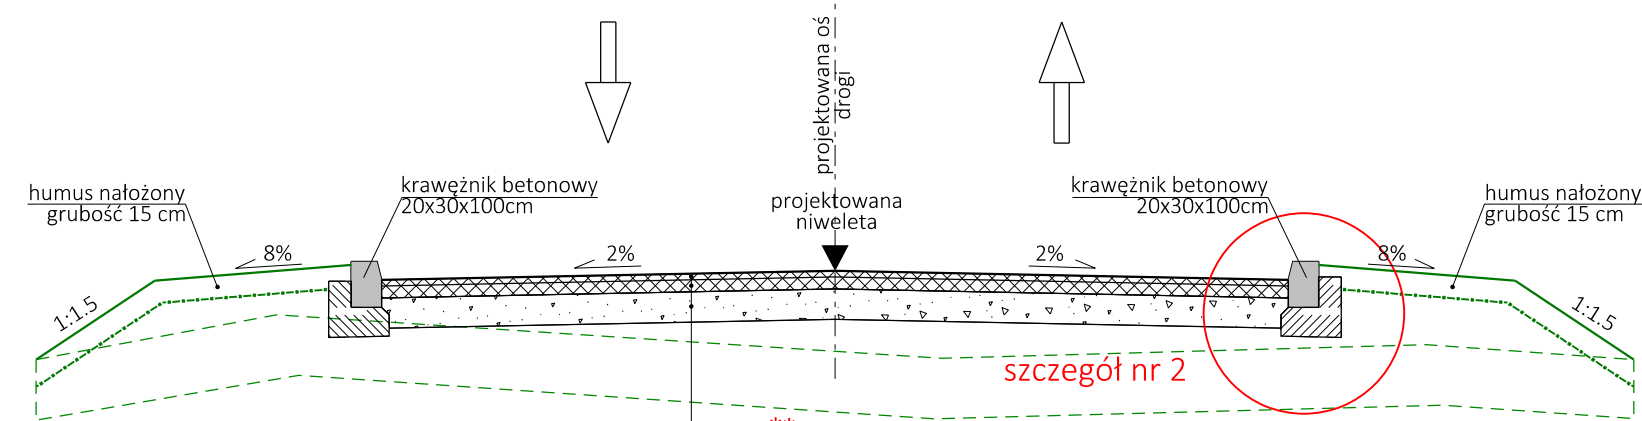 projektowana oś
drogi
humus nałożony
grubość 15 cm
krawężnik betonowy
20x30x100cm
projektowana
niweleta
krawężnik betonowy
20x30x100cm
humus nałożony
grubość 15 cm
8%
2%
2%
8%
1:1.5
1:1.5
szczegół nr 2
**